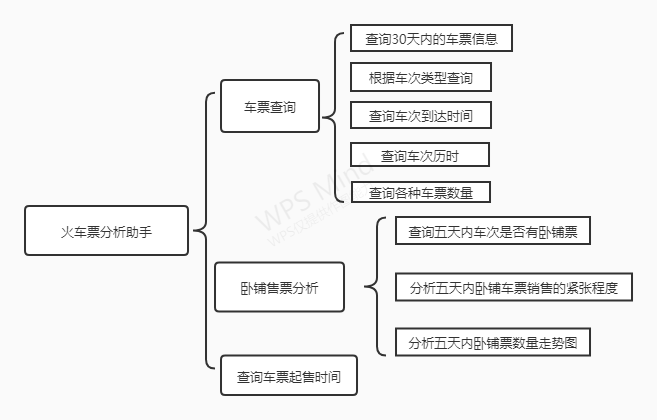 火车票分析助手
车票查询
查询30天内的车票信息
根据车次类型查询
查询车次到达时间
查询车次历时
查询各种车票数量
卧铺售票分析
查询五天内车次是否有卧铺票
分析五天内卧铺车票销售的紧张程度
分析五天内卧铺票数量走势图
查询车票起售时间
WPS Mind